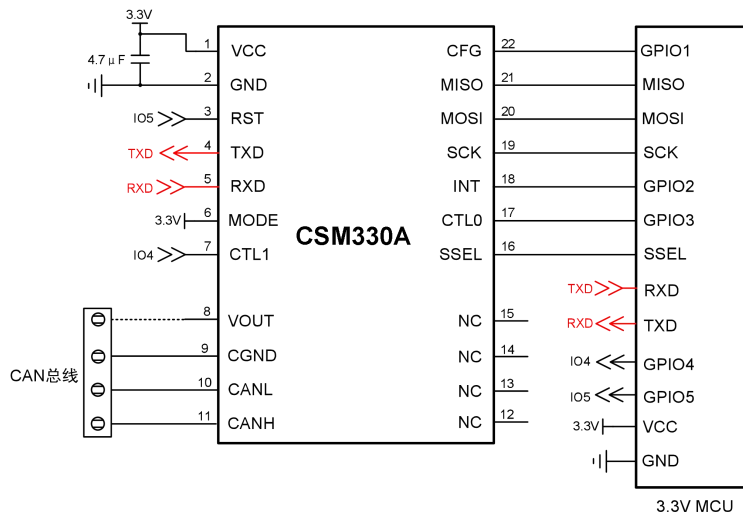 3.3V
4.7μF
1 VCC
2 GND
IO5 3 RST
TXD 4 TXD
RXD 5 RXD
3.3V 6 MODE
IO4 7 CTL1
8 VOUT
9 CGND
10 CANL
11 CANH
CAN总线
CSM330A
CFG 22 GPIO1
MISO 21 MISO
MOSI 20 MOSI
SCK 19 SCK
INT 18 GPIO2
CTL0 17 GPIO3
SSEL 16 SSEL
NC 15
NC 14
NC 13
NC 12
TXD RXD
RXD TXD
IO4 GPIO4
IO5 GPIO5
3.3V VCC
GND
3.3V MCU